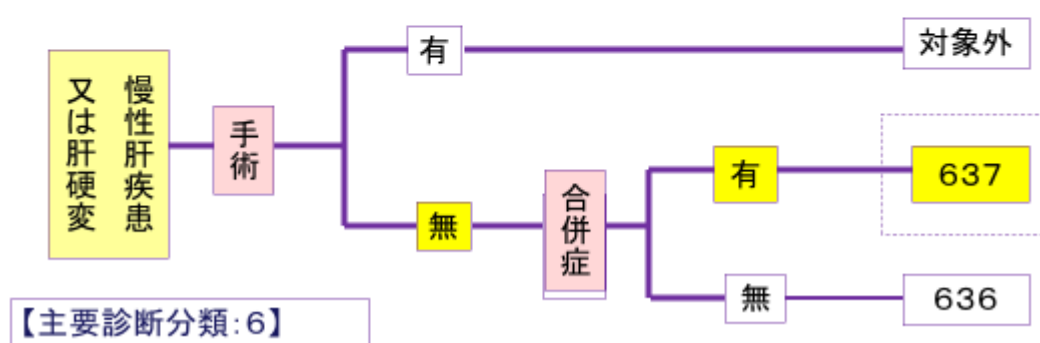 慢性肝疾患
又は肝硬変
手術
有
対象外
無
合併症
有
637
無
636
【主要診断分類:6】